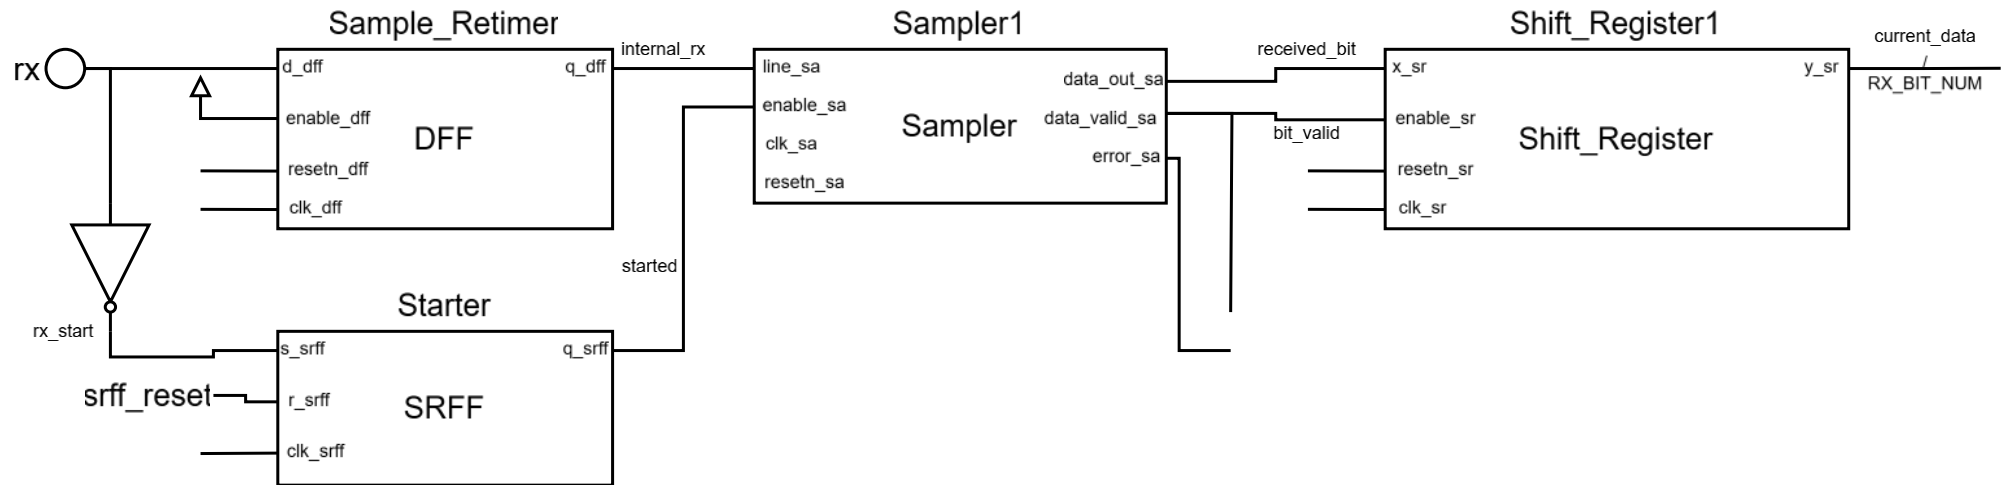 Sample_Retimer
Sampler1
Shift_Register1
rx
d_dff
q_dff
enable_dff
DFF
resetn_dff
clk_dff
internal_rx
line_sa
enable_sa
clk_sa
resetn_sa
Sampler
data_out_sa
data_valid_sa
error_sa
received_bit
bit_valid
x_sr
y_sr
enable_sr
Shift_Register
resetn_sr
clk_sr
current_data
/
RX_BIT_NUM
started
Starter
rx_start
s_srff
q_srff
srff_reset
r_srff
SRFF
clk_srff